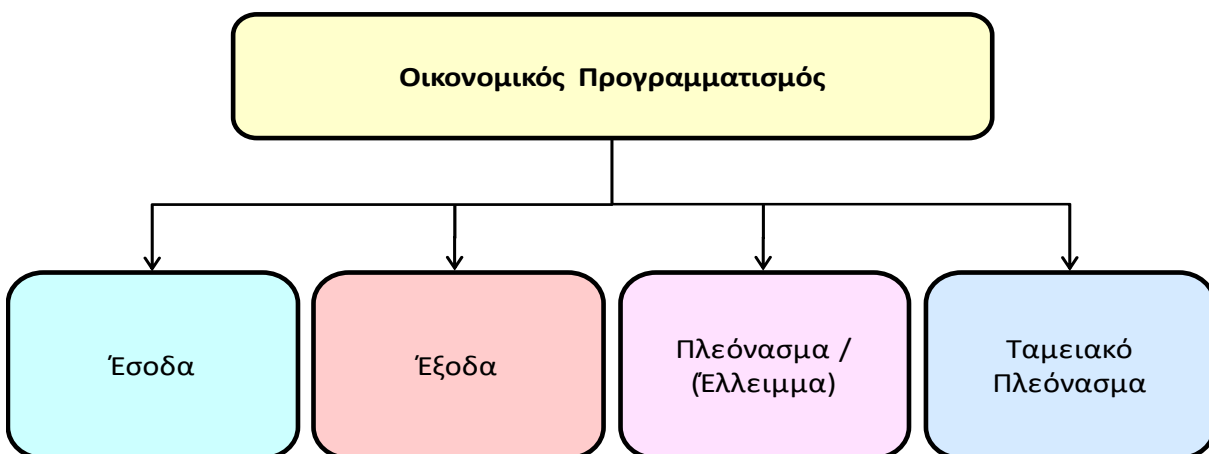 Οικονομικός Προγραμματισμός
Έσοδα
Έξοδα
Πλεόνασμα /
(Έλλειμμα)
Ταμειακό
Πλεόνασμα